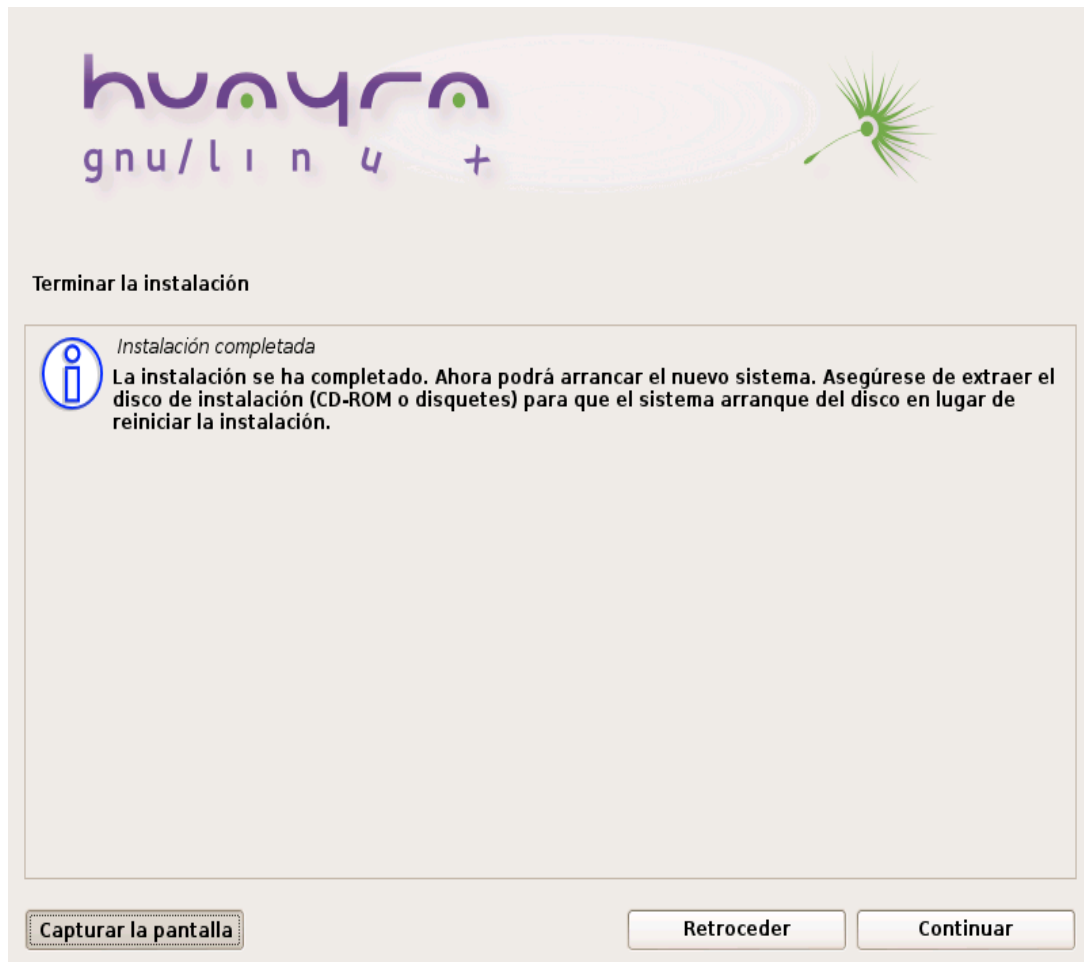 huayra
gnu/linux
Terminar la instalación
Instalación completada
La instalación se ha completado. Ahora podrá arrancar el nuevo sistema. Asegúrese de extraer el
disco de instalación (CD-ROM o disquetes) para que el sistema arranque del disco en lugar de
reiniciar la instalación.
Capturar la pantalla
Retroceder
Continuar